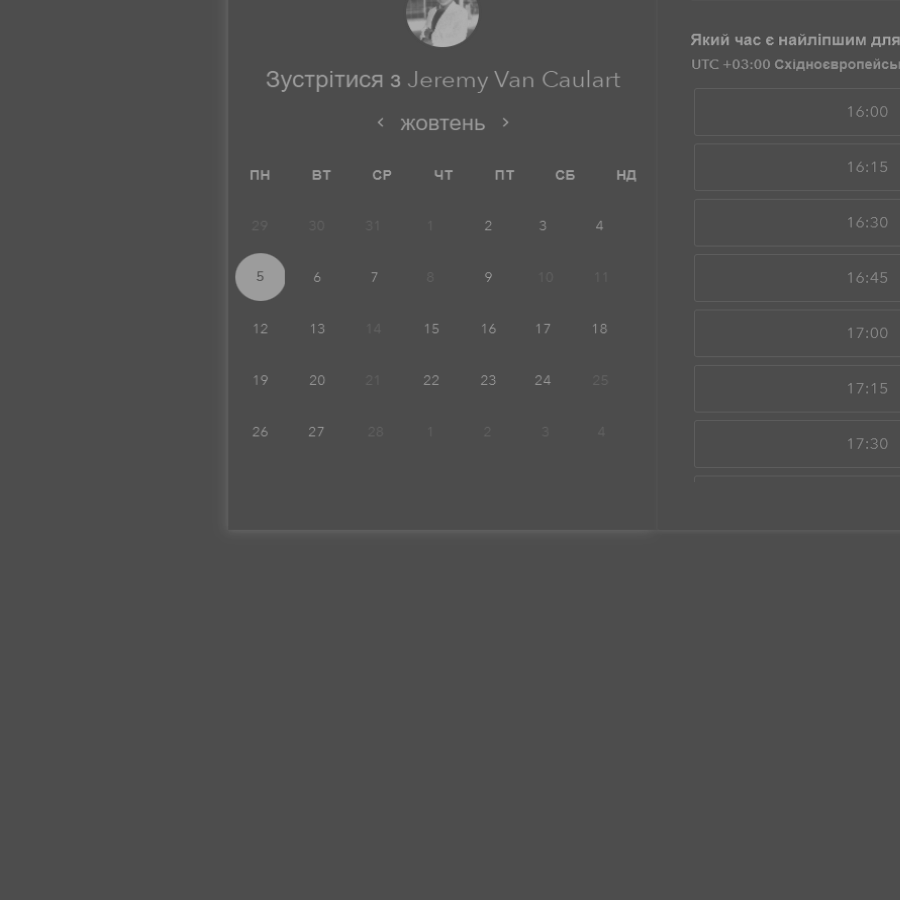 Зустрітися з Jeremy Van Caulart
жовтень
ПН ВТ СР ЧТ ПТ СБ НД
29 30 31 1 2 3 4
5 6 7 8 9 10 11
12 13 14 15 16 17 18
19 20 21 22 23 24 25
26 27 28 1 2 3 4
Який час є найліпшим для
UTC +03:00
16:00
16:15
16:30
16:45
17:00
17:15
17:30